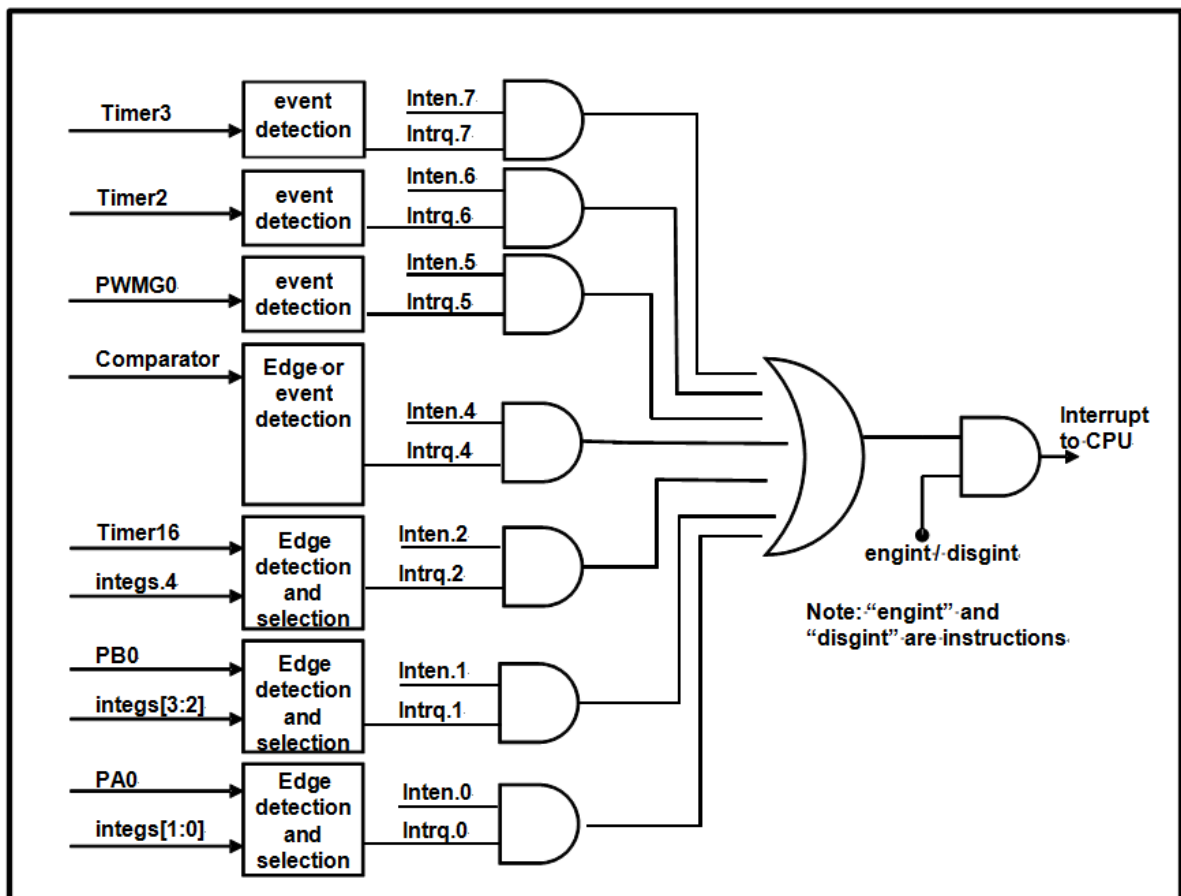 Timer3
event
detection
Inten.7
Intrq.7
Timer2
event
detection
Inten.6
Intrq.6
PWMG0
event
detection
Inten.5
Intrq.5
Comparator
Edge or
event
detection
Inten.4
Intrq.4
Timer16
integs.4
Edge
detection
and
selection
Inten.2
Intrq.2
PB0
integs[3:2]
Edge
detection
and
selection
Inten.1
Intrq.1
PA0
integs[1:0]
Edge
detection
and
selection
Inten.0
Intrq.0
Interrupt
to CPU
engint / disgint
Note: “engint” and
“disgint” are instructions